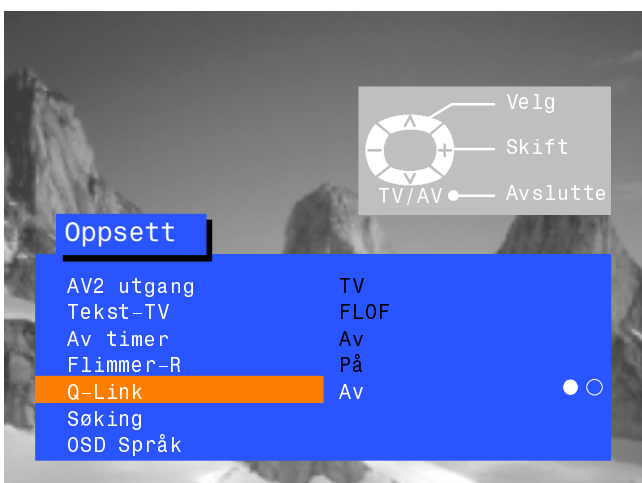 Velg
Skift
TV/AV Avslutte
Oppsett
AV2 utgang TV
Tekst-TV FLOF
Av timer Av
Flimmer-R På
Q-Link Av
Søking
OSD Språk